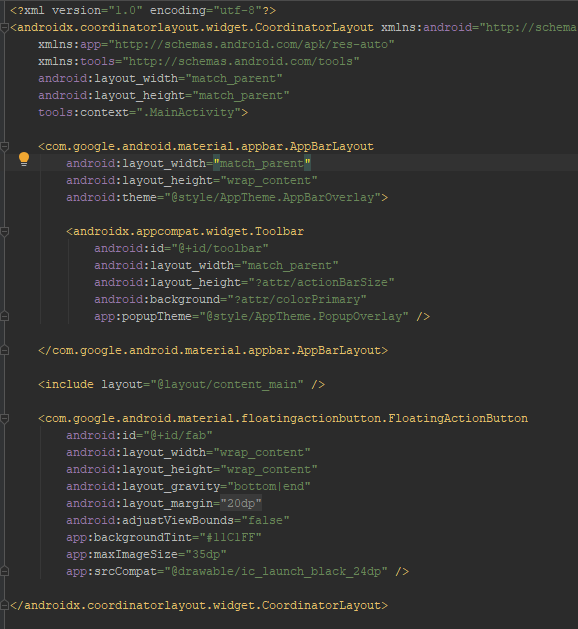 <?xml version="1.0" encoding="utf-8"?>
<androidx.coordinatorlayout.widget.CoordinatorLayout xmlns:android="http://schema
    xmlns:app="http://schemas.android.com/apk/res-auto"
    xmlns:tools="http://schemas.android.com/tools"
    android:layout_width="match_parent"
    android:layout_height="match_parent"
    tools:context=".MainActivity">

    <com.google.android.material.appbar.AppBarLayout
        android:layout_width="match_parent"
        android:layout_height="wrap_content"
        android:theme="@style/AppTheme.AppBarOverlay">

        <androidx.appcompat.widget.Toolbar
            android:id="@+id/toolbar"
            android:layout_width="match_parent"
            android:layout_height="?attr/actionBarSize"
            android:background="?attr/colorPrimary"
            app:popupTheme="@style/AppTheme.PopupOverlay" />

    </com.google.android.material.appbar.AppBarLayout>

    <include layout="@layout/content_main" />

    <com.google.android.material.floatingactionbutton.FloatingActionButton
        android:id="@+id/fab"
        android:layout_width="wrap_content"
        android:layout_height="wrap_content"
        android:layout_gravity="bottom|end"
        android:layout_margin="20dp"
        android:adjustViewBounds="false"
        app:backgroundTint="#11C1FF"
        app:maxImageSize="35dp"
        app:srcCompat="@drawable/ic_launch_black_24dp" />

</androidx.coordinatorlayout.widget.CoordinatorLayout>